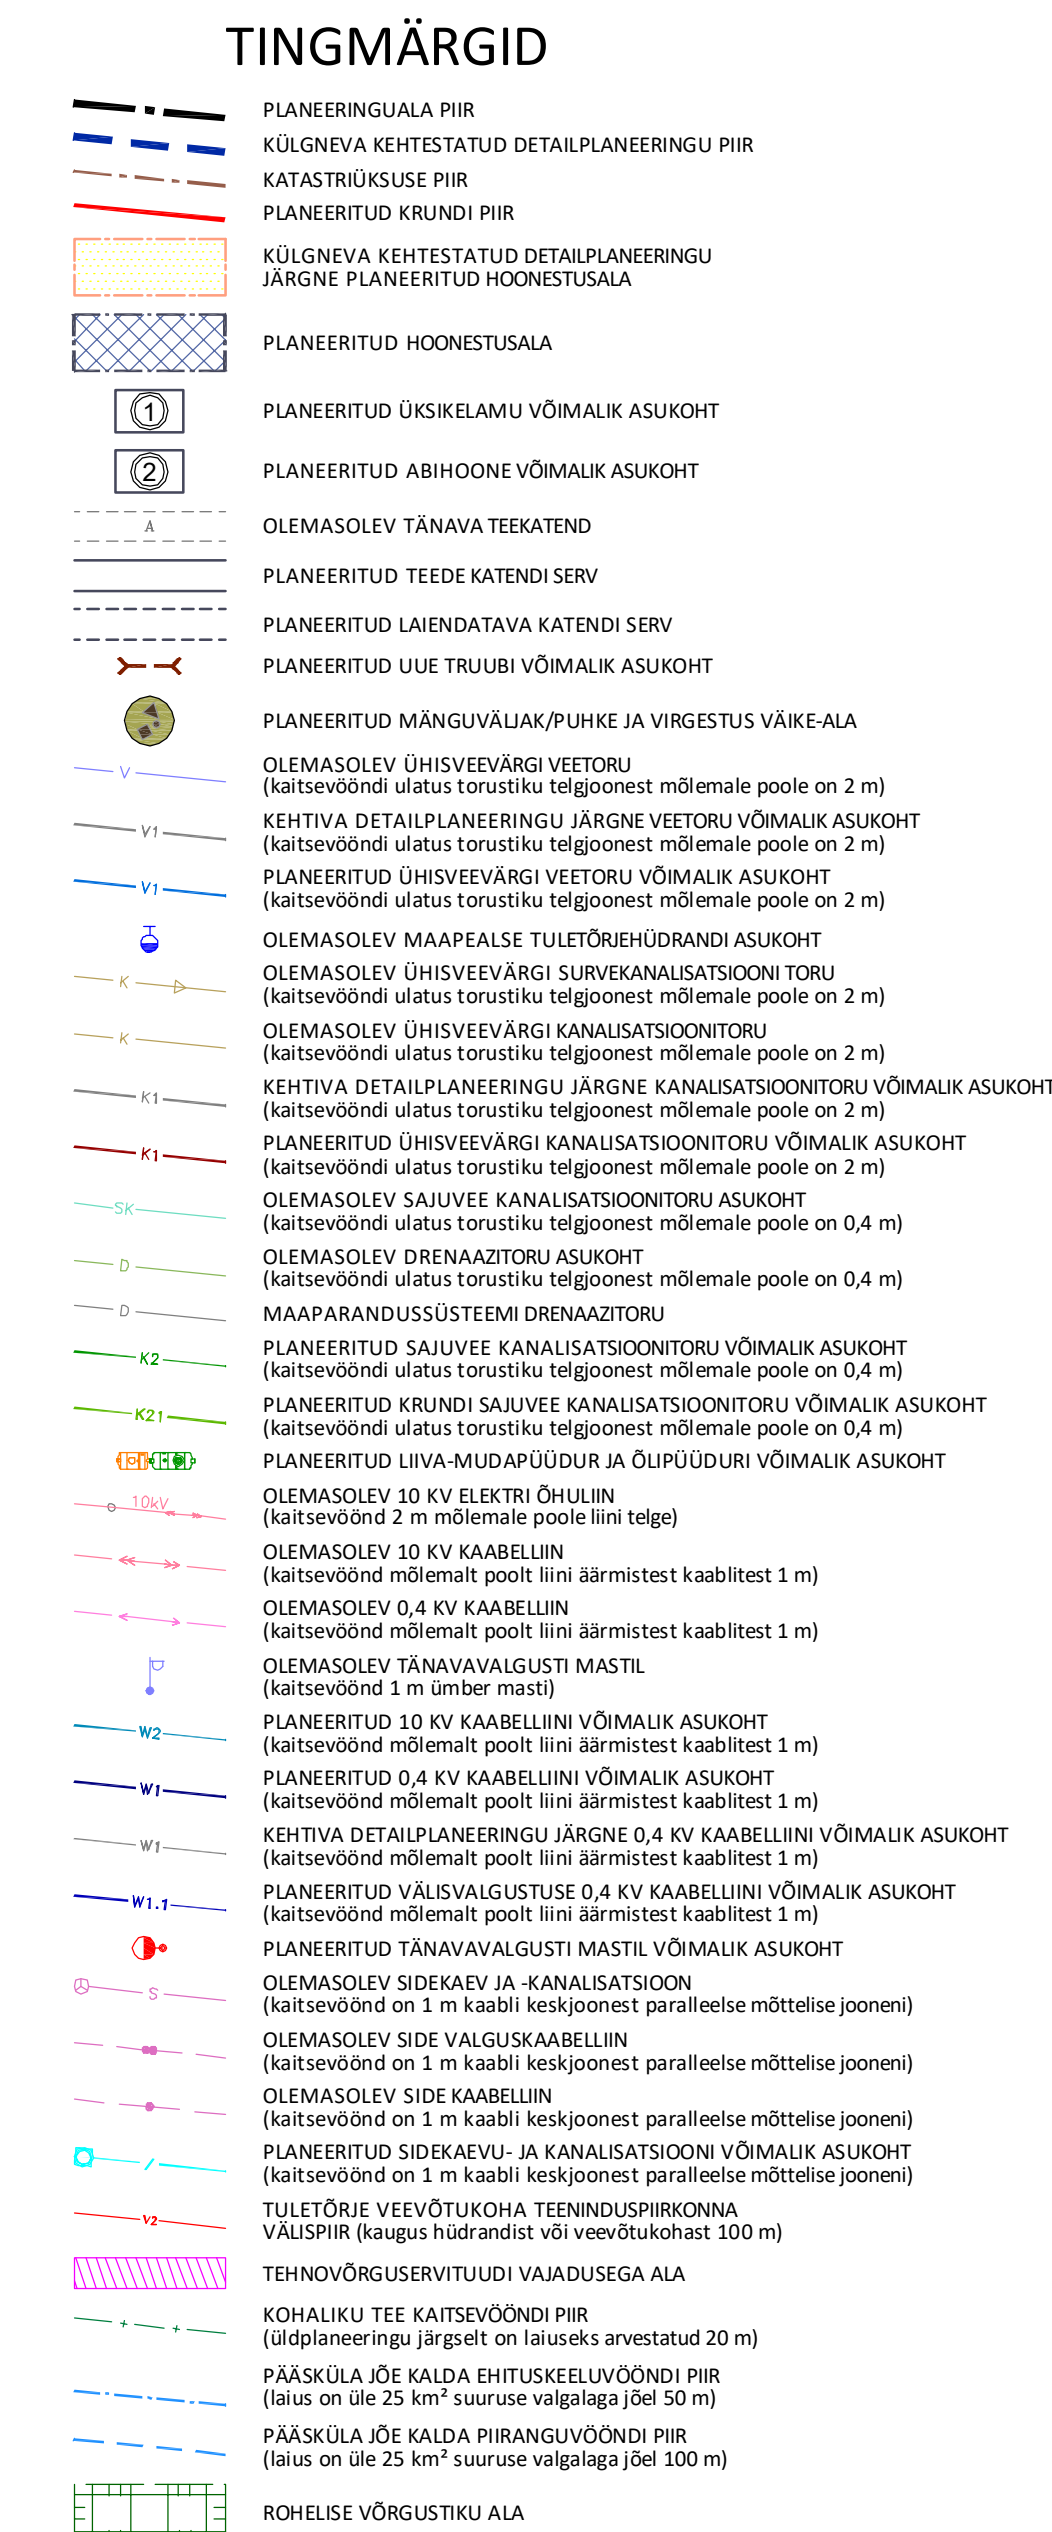 TINGMÄRGID
PLANEERINGUALA PIIR
KÜLGNEVA KEHTESTATUD DETAILPLANEERINGU PIIR
KATASTRIÜKSUSE PIIR
PLANEERITUD KRUNDI PIIR
KÜLGNEVA KEHTESTATUD DETAILPLANEERINGU
JÄRGNE PLANEERITUD HOONESTUSALA
PLANEERITUD HOONESTUSALA
1 PLANEERITUD ÜKSIKELAMU VÕIMALIK ASUKOHT
2 PLANEERITUD ABIHOONE VÕIMALIK ASUKOHT
A OLEMASOLEV TÄNAVA TEEKATEND
PLANEERITUD TEEDE KATENDI SERV
PLANEERITUD LAIENDATAVA KATENDI SERV
PLANEERITUD UUE TRUUBI VÕIMALIK ASUKOHT
PLANEERITUD MÄNGUVÄLJAK/PUHKE JA VIRGESTUS VÄIKE-ALA
V OLEMASOLEV ÜHISVEEVÄRGI VEETORU
(kaitsevööndi ulatus torustiku telgjoonest mõlemale poole on 2 m)
V1 KEHTIVA DETAILPLANEERINGU JÄRGNE VEETORU VÕIMALIK ASUKOHT
(kaitsevööndi ulatus torustiku telgjoonest mõlemale poole on 2 m)
V1 PLANEERITUD ÜHISVEEVÄRGI VEETORU VÕIMALIK ASUKOHT
(kaitsevööndi ulatus torustiku telgjoonest mõlemale poole on 2 m)
OLEMASOLEV MAAPEALSE TULETÕRJEHÜDRANDI ASUKOHT
K OLEMASOLEV ÜHISVEEVÄRGI SURVEKANALISATSIOONI TORU
(kaitsevööndi ulatus torustiku telgjoonest mõlemale poole on 2 m)
K OLEMASOLEV ÜHISVEEVÄRGI KANALISATSIOONITORU
(kaitsevööndi ulatus torustiku telgjoonest mõlemale poole on 2 m)
K1 KEHTIVA DETAILPLANEERINGU JÄRGNE KANALISATSIOONITORU VÕIMALIK ASUKOHT
(kaitsevööndi ulatus torustiku telgjoonest mõlemale poole on 2 m)
K1 PLANEERITUD ÜHISVEEVÄRGI KANALISATSIOONITORU VÕIMALIK ASUKOHT
(kaitsevööndi ulatus torustiku telgjoonest mõlemale poole on 2 m)
SK OLEMASOLEV SAJUVEE KANALISATSIOONITORU ASUKOHT
(kaitsevööndi ulatus torustiku telgjoonest mõlemale poole on 0,4 m)
D OLEMASOLEV DRENAAZITORU ASUKOHT
(kaitsevööndi ulatus torustiku telgjoonest mõlemale poole on 0,4 m)
D MAAPARANDUSSÜSTEEMI DRENAAZITORU
K2 PLANEERITUD SAJUVEE KANALISATSIOONITORU VÕIMALIK ASUKOHT
(kaitsevööndi ulatus torustiku telgjoonest mõlemale poole on 0,4 m)
K21 PLANEERITUD KRUNDI SAJUVEE KANALISATSIOONITORU VÕIMALIK ASUKOHT
(kaitsevööndi ulatus torustiku telgjoonest mõlemale poole on 0,4 m)
PLANEERITUD LIIVA-MUDAPÜÜDUR JA ÕLIPÜÜDURI VÕIMALIK ASUKOHT
10kV OLEMASOLEV 10 KV ELEKTRI ÕHULIIN
(kaitsevöönd 2 m mõlemale poole liini telge)
OLEMASOLEV 10 KV KAABELLIIN
(kaitsevöönd mõlemalt poolt liini äärmistest kaablitest 1 m)
OLEMASOLEV 0,4 KV KAABELLIIN
(kaitsevöönd mõlemalt poolt liini äärmistest kaablitest 1 m)
OLEMASOLEV TÄNAVAVALGUSTI MASTIL
(kaitsevöönd 1 m ümber masti)
W2 PLANEERITUD 10 KV KAABELLIINI VÕIMALIK ASUKOHT
(kaitsevöönd mõlemalt poolt liini äärmistest kaablitest 1 m)
W1 PLANEERITUD 0,4 KV KAABELLIINI VÕIMALIK ASUKOHT
(kaitsevöönd mõlemalt poolt liini äärmistest kaablitest 1 m)
W1 KEHTIVA DETAILPLANEERINGU JÄRGNE 0,4 KV KAABELLIINI VÕIMALIK ASUKOHT
(kaitsevöönd mõlemalt poolt liini äärmistest kaablitest 1 m)
W1.1 PLANEERITUD VÄLISVALGUSTUSE 0,4 KV KAABELLIINI VÕIMALIK ASUKOHT
(kaitsevöönd mõlemalt poolt liini äärmistest kaablitest 1 m)
PLANEERITUD TÄNAVAVALGUSTI MASTIL VÕIMALIK ASUKOHT
S OLEMASOLEV SIDEKAEV JA -KANALISATSIOON
(kaitsevöönd on 1 m kaabli keskjoonest paralleelse mõttelise jooneni)
OLEMASOLEV SIDE VALGUSKAABELLIIN
(kaitsevöönd on 1 m kaabli keskjoonest paralleelse mõttelise jooneni)
OLEMASOLEV SIDE KAABELLIIN
(kaitsevöönd on 1 m kaabli keskjoonest paralleelse mõttelise jooneni)
PLANEERITUD SIDEKAEVU- JA KANALISATSIOONI VÕIMALIK ASUKOHT
(kaitsevöönd on 1 m kaabli keskjoonest paralleelse mõttelise jooneni)
V2 TULETÕRJE VEEVÕTUKOHA TEENINDUSPIIRKONNA
VÄLISPIIR (kaugus hüdrandist või veevõtukohast 100 m)
TEHNOVÕRGUSERVITUUDI VAJADUSEGA ALA
KOHALIKU TEE KAITSEVÖÖNDI PIIR
(üldplaneeringu järgselt on laiuseks arvestatud 20 m)
PÄÄSKÜLA JÕE KALDA EHITUSKEELUVÖÖNDI PIIR
(laius on üle 25 km² suuruse valgalaga jõel 50 m)
PÄÄSKÜLA JÕE KALDA PIIRANGUVÖÖNDI PIIR
(laius on üle 25 km² suuruse valgalaga jõel 100 m)
ROHELISE VÕRGUSTIKU ALA